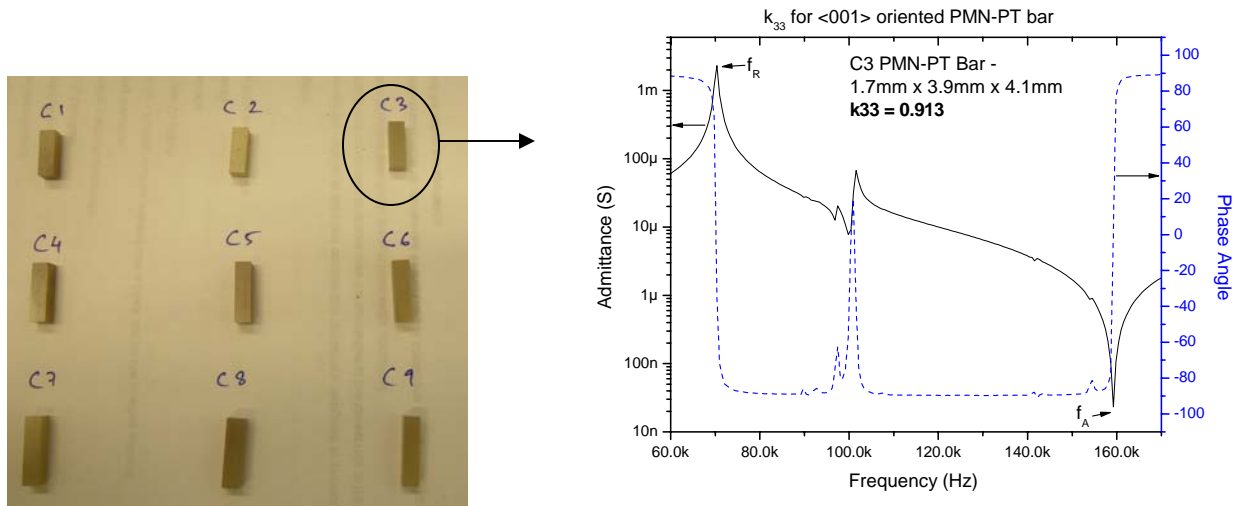 C1 C2 C3
C4 C5 C6
C7 C8 C9
k33 for <001> oriented PMN-PT bar
C3 PMN-PT Bar -
1.7mm x 3.9mm x 4.1mm
k33 = 0.913
fR
fA
Admittance (S)
1m
100µ
10µ
1µ
100n
10n
60.0k 80.0k 100.0k 120.0k 140.0k 160.0k
Frequency (Hz)
100
80
60
40
20
0
-20
-40
-60
-80
-100
Phase Angle